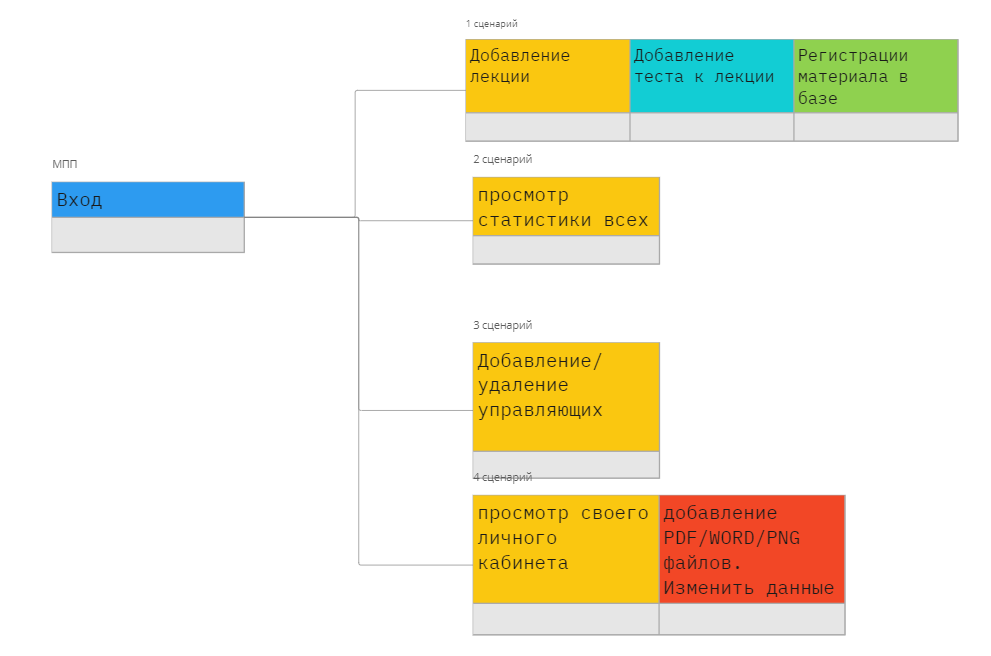 1 сценарий
Добавление
лекции
Добавление
теста к лекции
Регистрации
материала в
базе
МПП
Вход
2 сценарий
просмотр
статистики всех
3 сценарий
Добавление/
удаление
управляющих
4 сценарий
просмотр своего
личного
кабинета
добавление
PDF/WORD/PNG
файлов.
Изменить данные